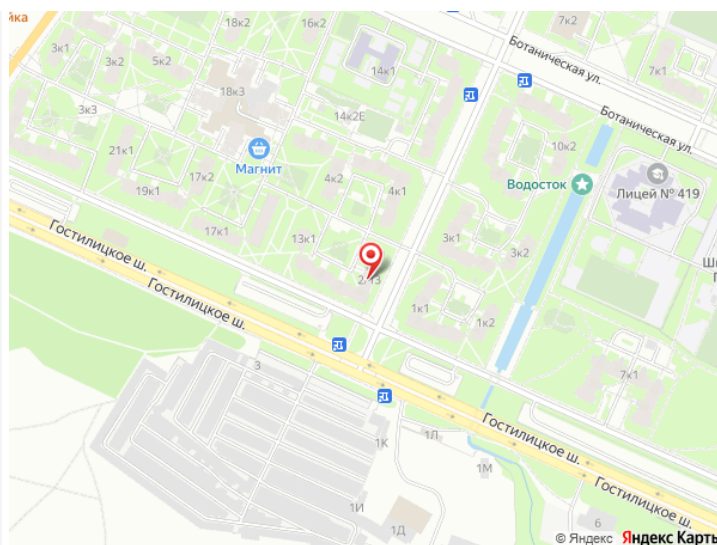 йка
18к2
16к2
7к2
3к1
3к2
5к2
Ботаническая ул.
14к1
7к1
18к3
3к3
14к2Е
Ботаническая ул.
21к1
Магнит
10к2
17к2
4к2
4к1
Водосток
Лицей № 419
19к1
17к1
13к1
3к1
3к2
Гостилицкое ш.
Гостилицкое ш.
2/13
1к1
1к2
3
7к1
1К
1Л
Гостилицкое ш.
1М
Гостилицкое ш.
1И
1Д
6
© Яндекс Яндекс Карты